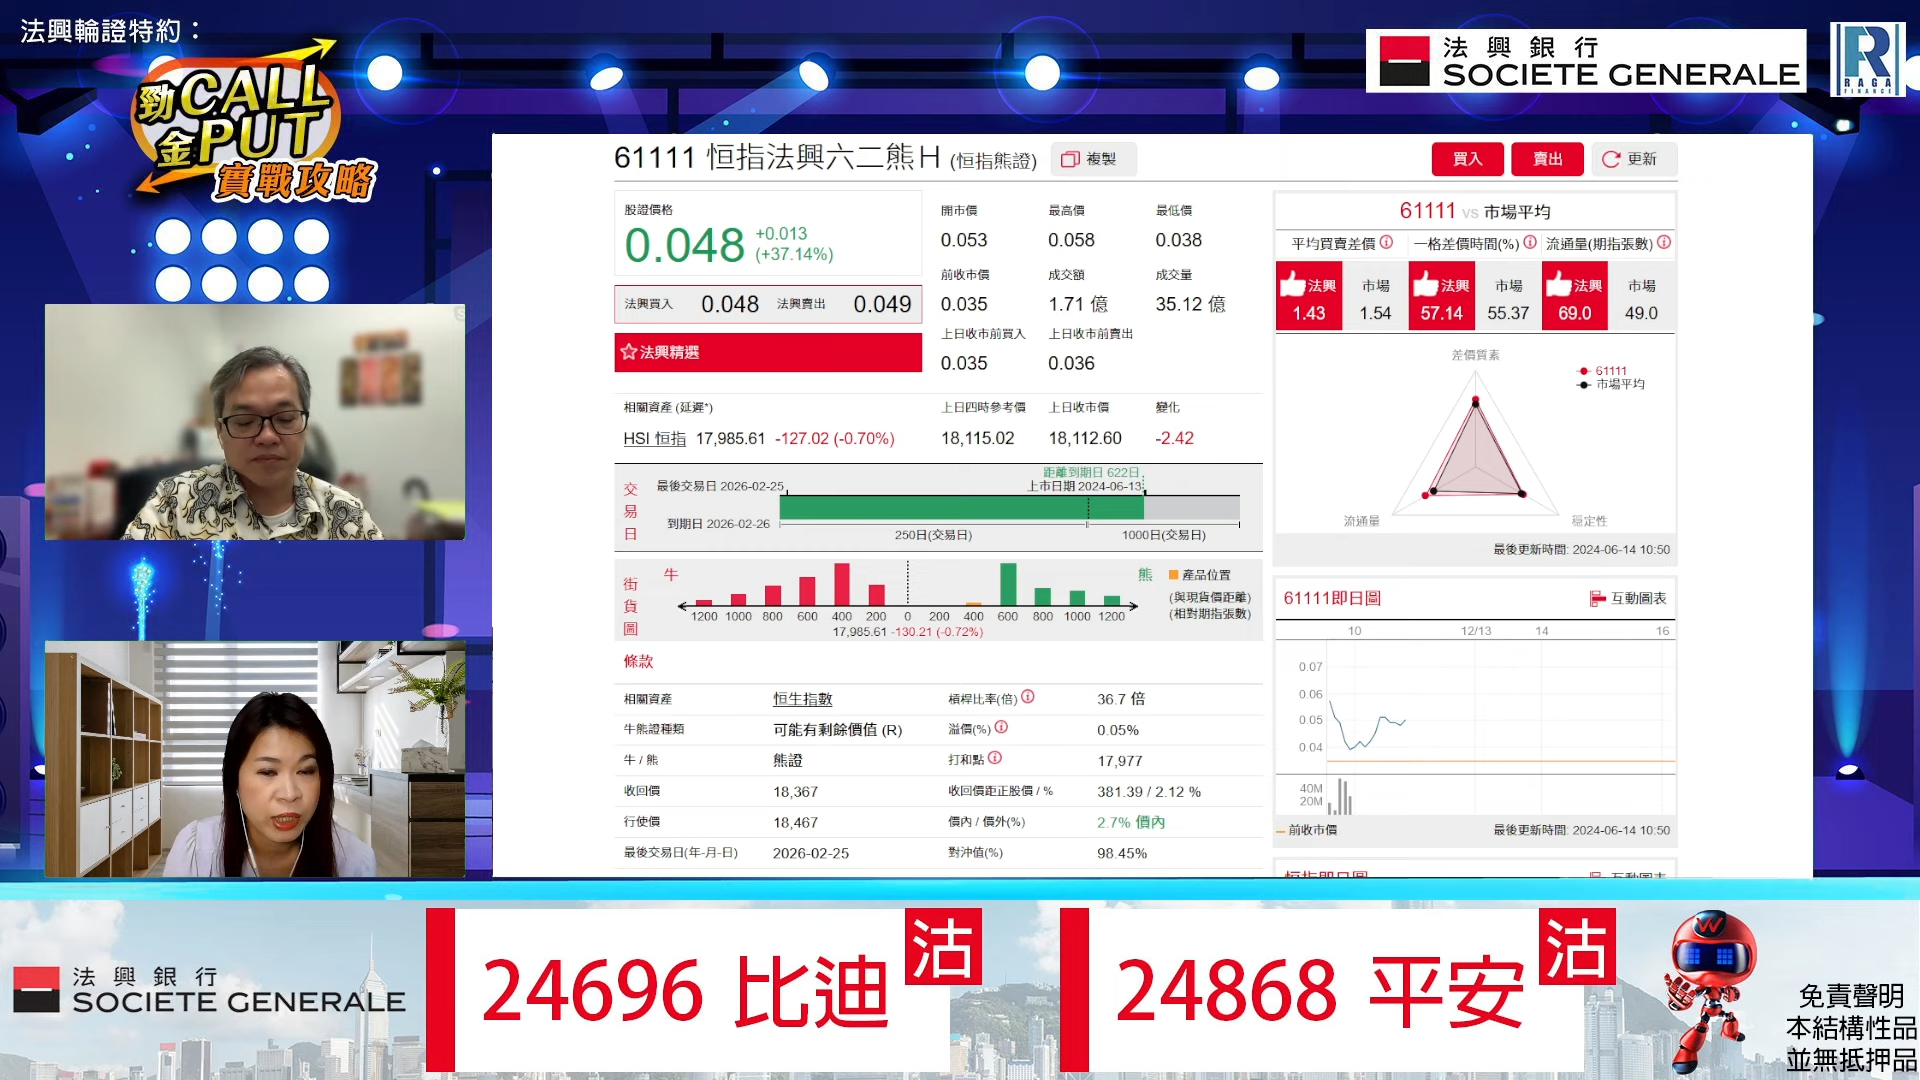 法興輪證特約：
勁CALL
金PUT
實戰攻略
法興銀行
SOCIETE GENERALE
RAGA
FINANCE
61111 恒指法興六二熊H (恒指熊證) 複製
買入 賣出 更新
股證價格
0.048 +0.013 (+37.14%)
法興買入 0.048 法興賣出 0.049
法興精選
開市價 最高價 最低價
0.053 0.058 0.038
前收市價 成交額 成交量
0.035 1.71 億 35.12 億
上日收市前買入 上日收市前賣出
0.035 0.036
相關資產 (延遲*) 上日四時參考價 上日收市價 變化
HSI 恒指 17,985.61 -127.02 (-0.70%) 18,115.02 18,112.60 -2.42
交易日
距離到期日 622日
最後交易日 2026-02-25 上市日期 2024-06-13
到期日 2026-02-26
250日(交易日) 1000日(交易日)
街貨圖
牛 熊 產品位置
(與現貨價距離)
(相對期指張數)
1200 1000 800 600 400 200 0 200 400 600 800 1000 1200
17,985.61 -130.21 (-0.72%)
條款
相關資產 恒生指數 槓桿比率(倍) 36.7 倍
牛熊證種類 可能有剩餘價值 (R) 溢價(%) 0.05%
牛 / 熊 熊證 打和點 17,977
收回價 18,367 收回價距正股價 / % 381.39 / 2.12 %
行使價 18,467 價內 / 價外(%) 2.7% 價內
最後交易日(年-月-日) 2026-02-25 對沖值(%) 98.45%
61111 vs 市場平均
平均買賣差價 一格差價時間(%) 流通量(期指張數)
法興 市場 法興 市場 法興 市場
1.43 1.54 57.14 55.37 69.0 49.0
差價質素
61111
市場平均
流通量 穩定性
最後更新時間: 2024-06-14 10:50
61111即日圖 互動圖表
10 12/13 14 16
0.07
0.06
0.05
0.04
40M
20M
前收市價 最後更新時間: 2024-06-14 10:50
恒指即日圖 互動圖表
法興銀行
SOCIETE GENERALE
24696 比迪 沽
24868 平安 沽
免責聲明
本結構性品
並無抵押品